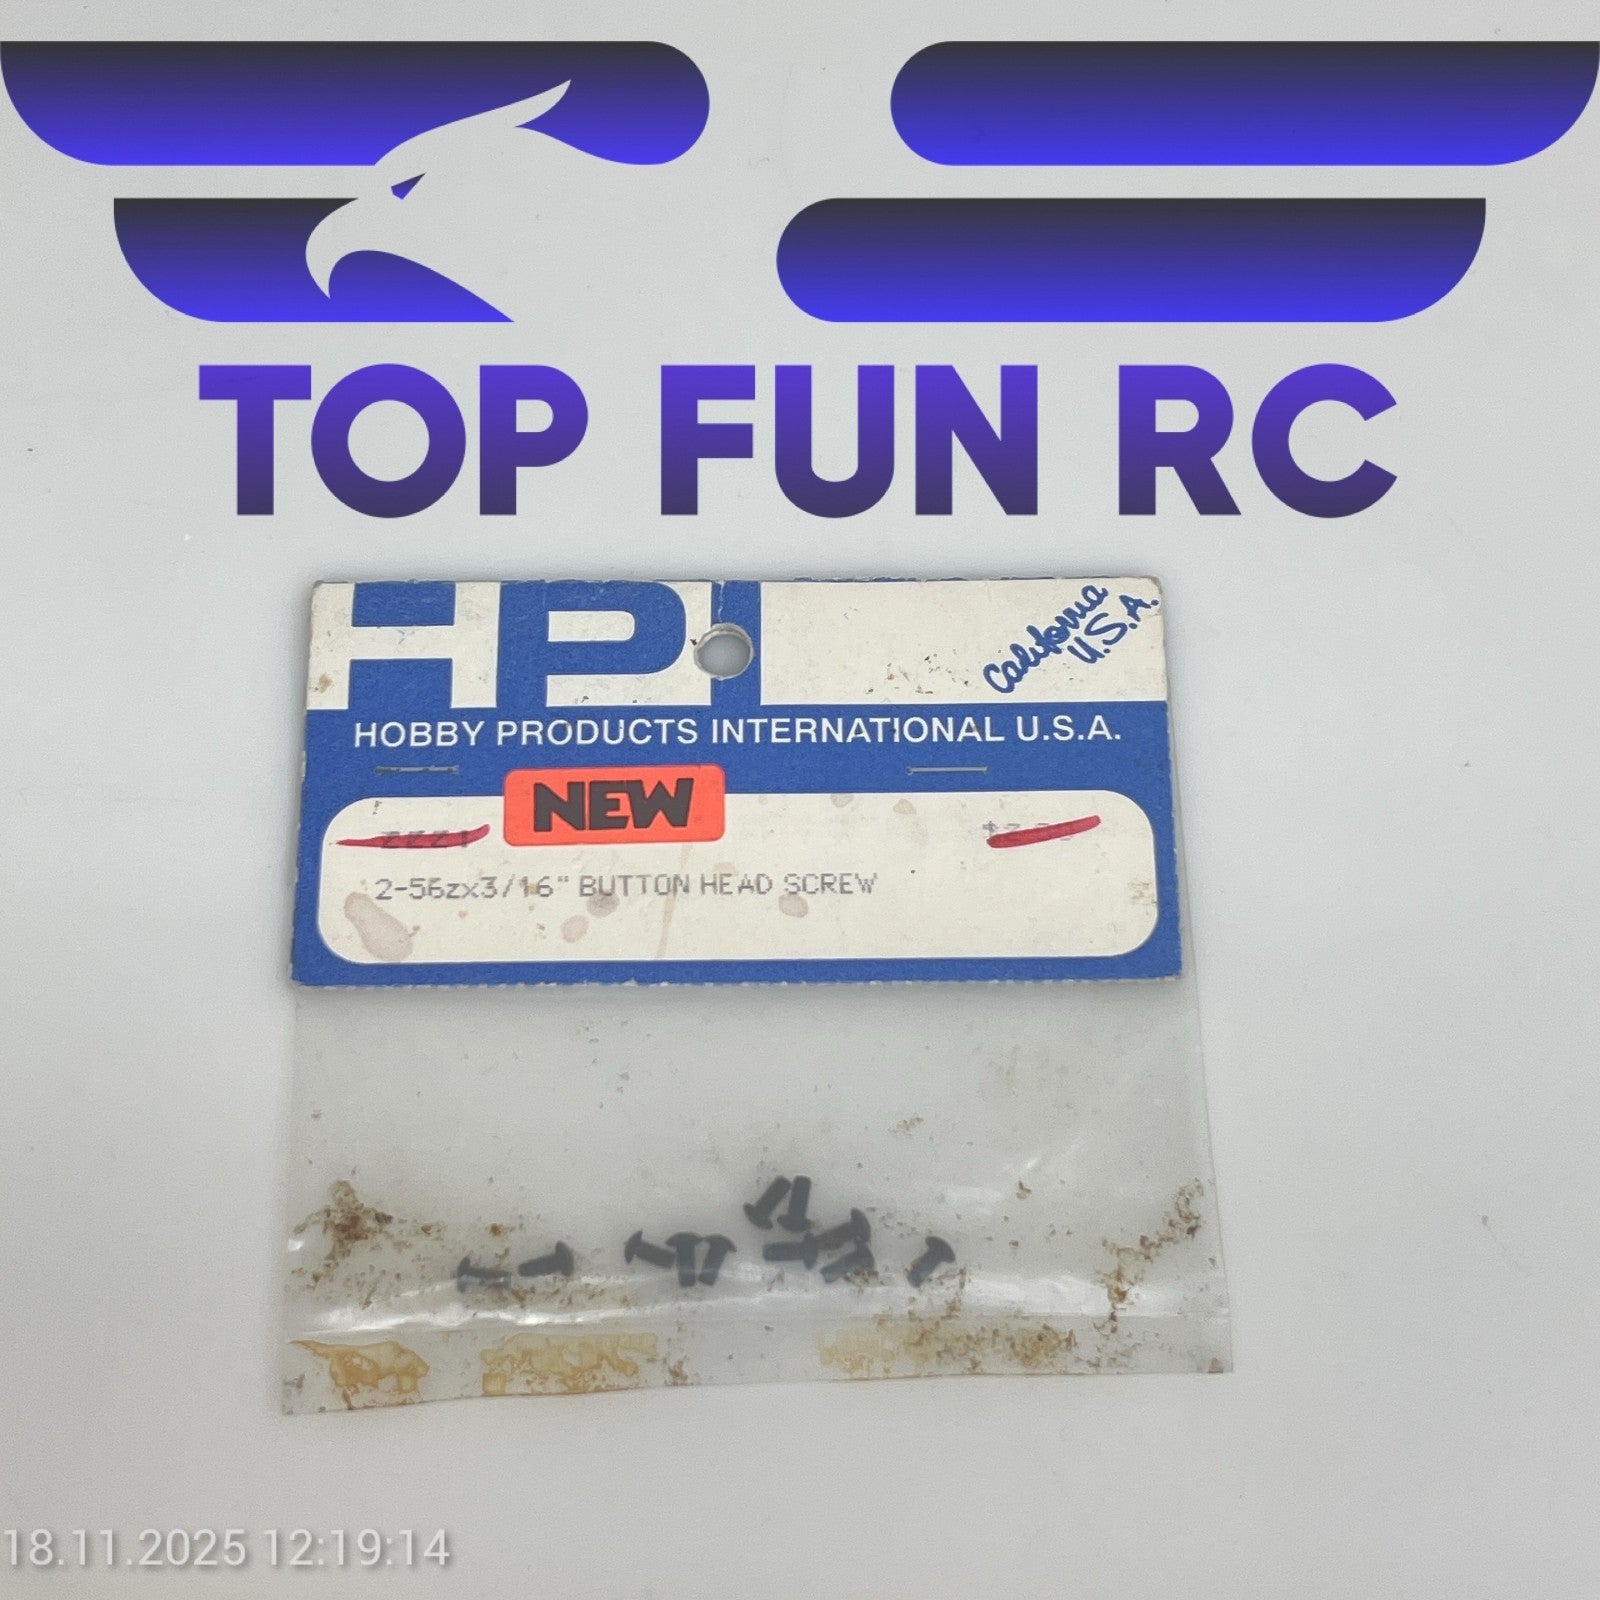 TOP FUN RC
HPI
California
U.S.A.
HOBBY PRODUCTS INTERNATIONAL U.S.A.
NEW
2-56zx3/16" BUTTON HEAD SCREW
18.11.2025 12:19:14